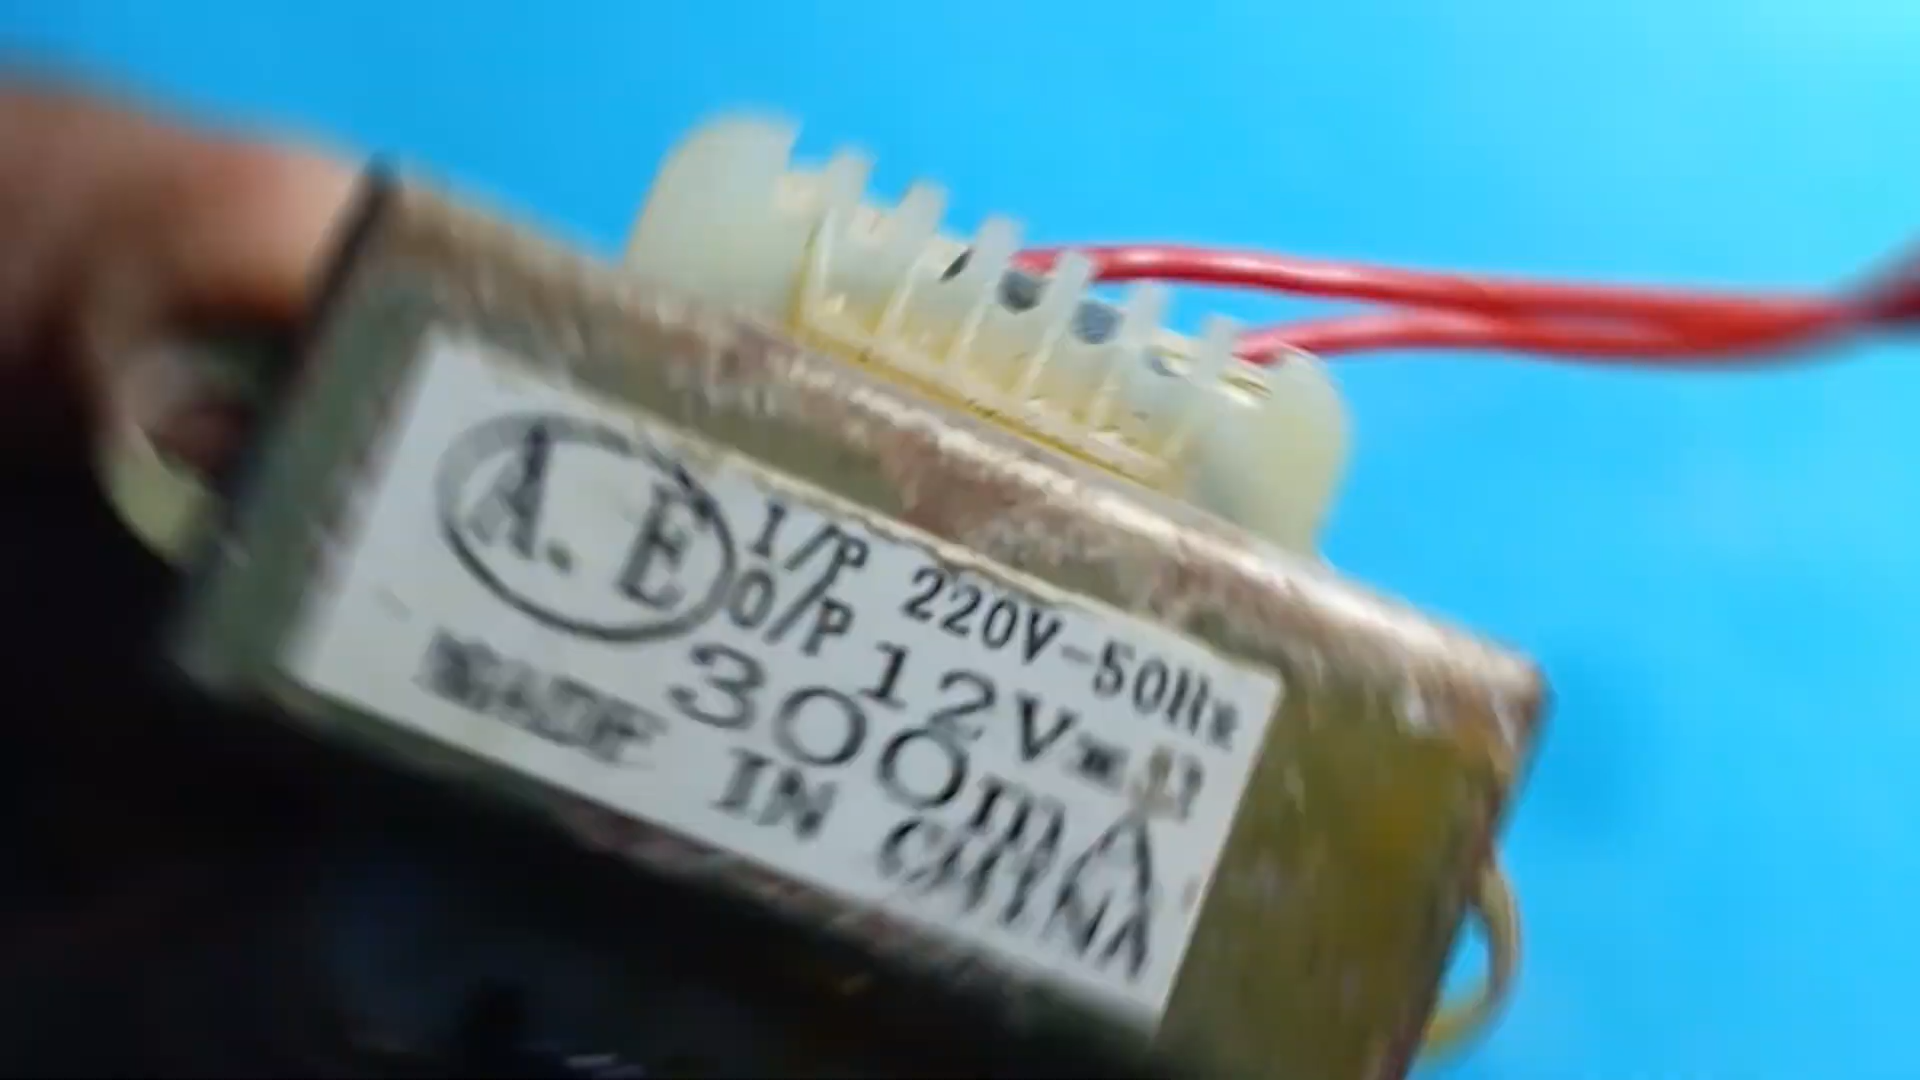 A. E
I/P 220V-50Hz
O/P 12V×
300mA
MADE IN CHINA